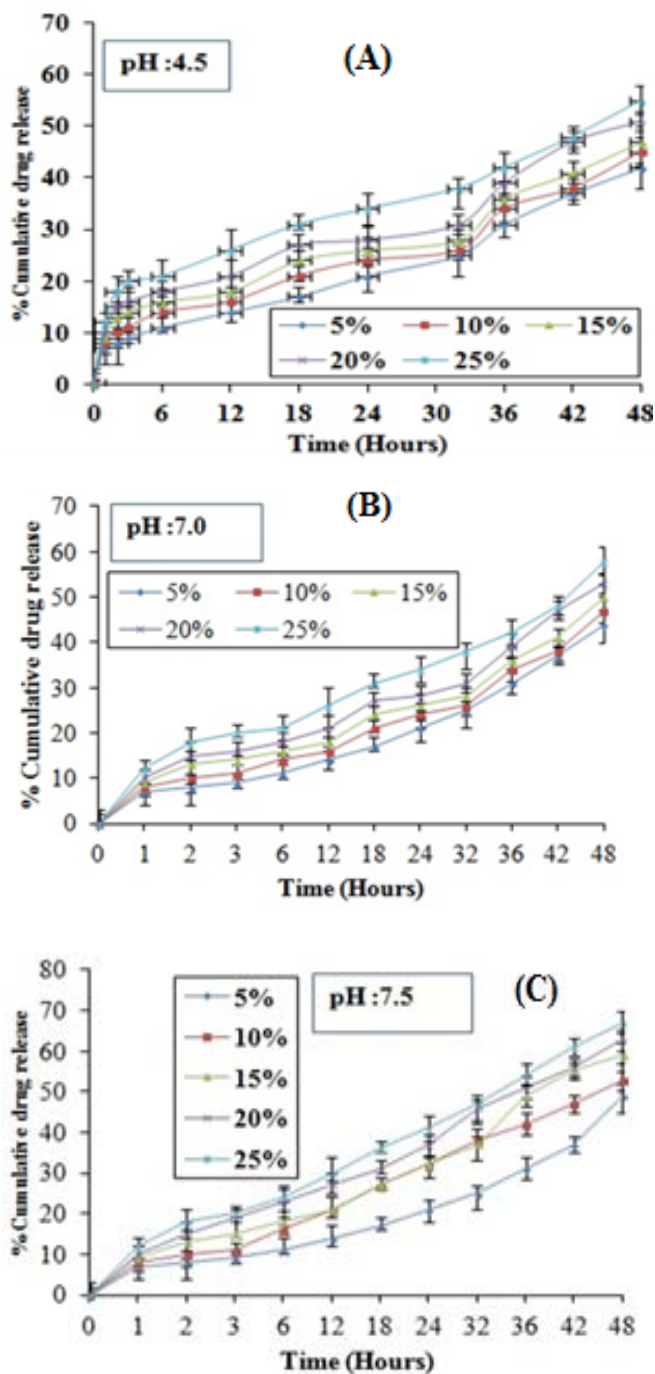 70
60
50
40
30
20
10
0
% Cumulative drug release
pH :4.5
(A)
5% 10% 15%
20% 25%
0 6 12 18 24 30 36 42 48
Time (Hours)
70
60
50
40
30
20
10
0
% Cumulative drug release
pH :7.0
(B)
5% 10% 15%
20% 25%
0 1 2 3 6 12 18 24 32 36 42 48
Time (Hours)
80
70
60
50
40
30
20
10
0
%Cumulative drug release
5%
10%
15%
20%
25%
pH :7.5
(C)
0 1 2 3 6 12 18 24 32 36 42 48
Time (Hours)